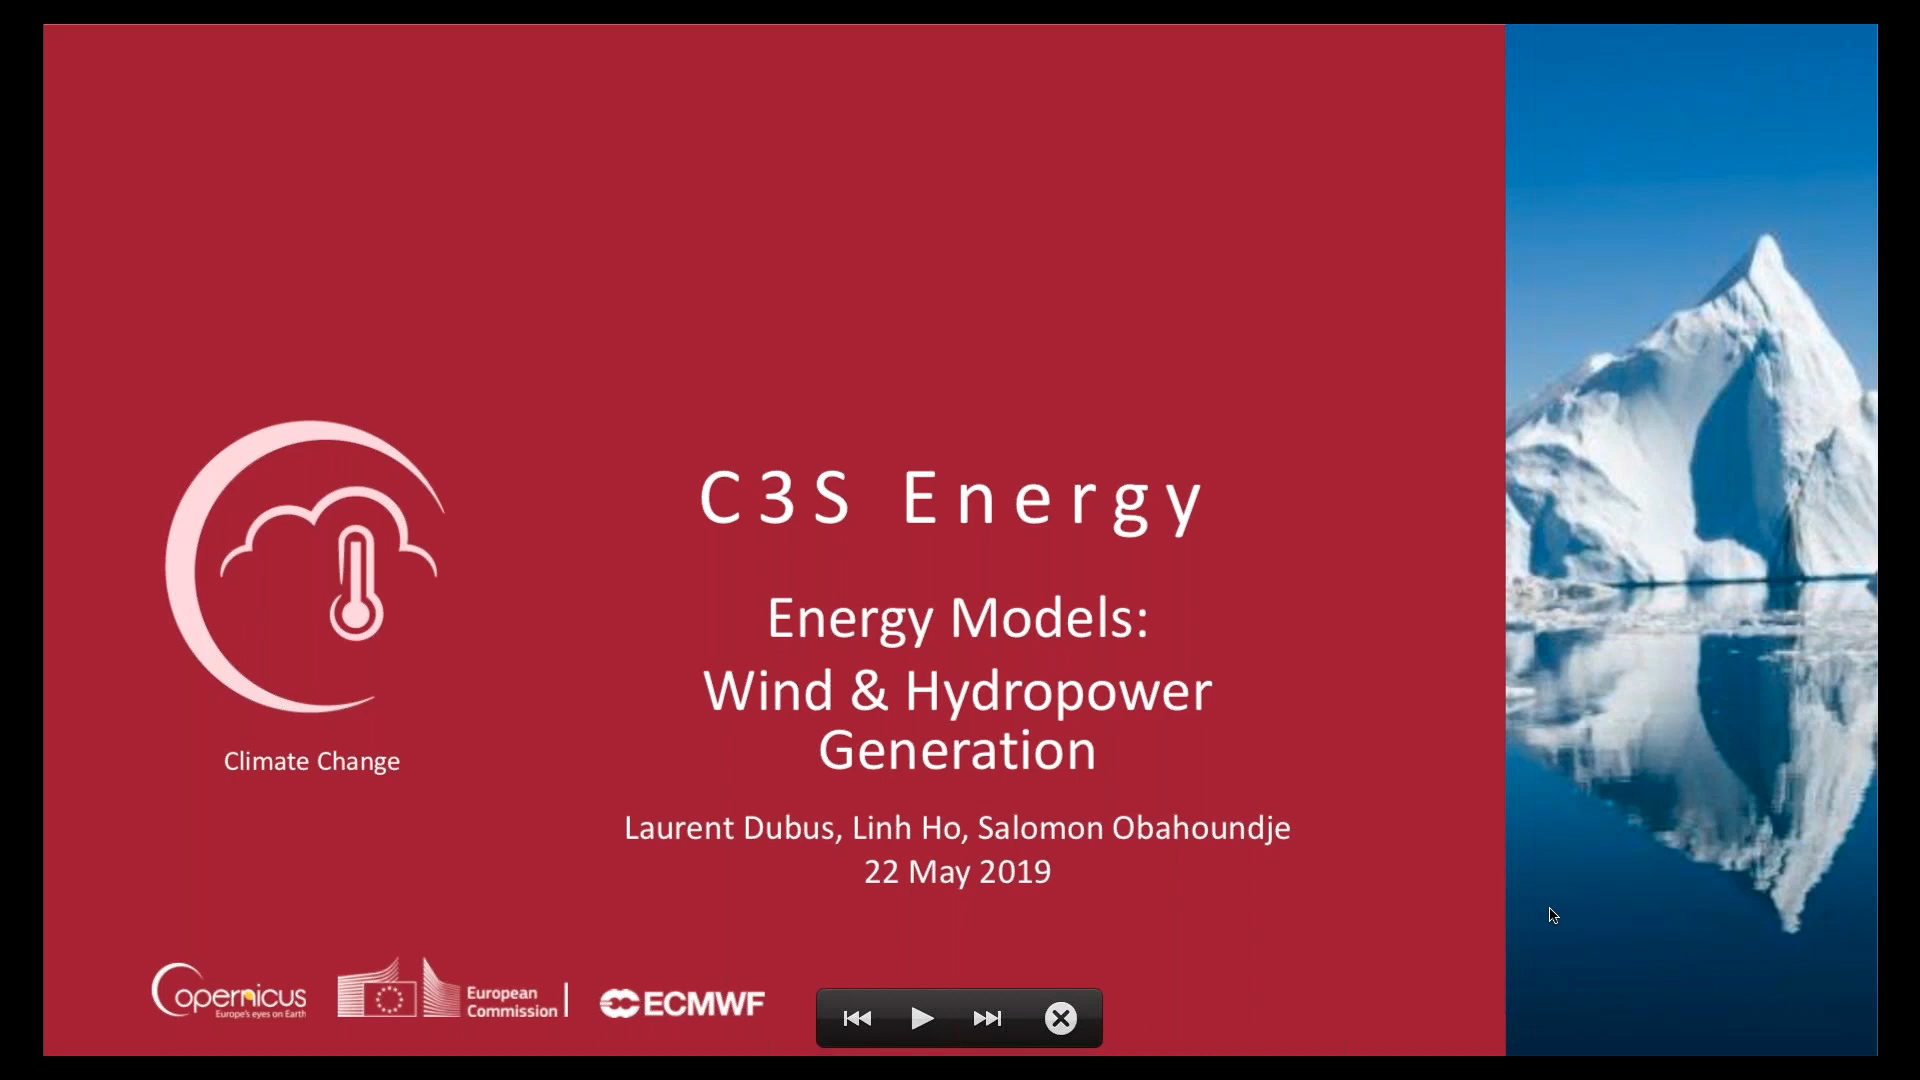 C3S Energy
Energy Models:
Wind & Hydropower
Generation
Climate Change
Laurent Dubus, Linh Ho, Salomon Obahoundje
22 May 2019
Copernicus
Europe's eyes on Earth
European
Commission
ECMWF